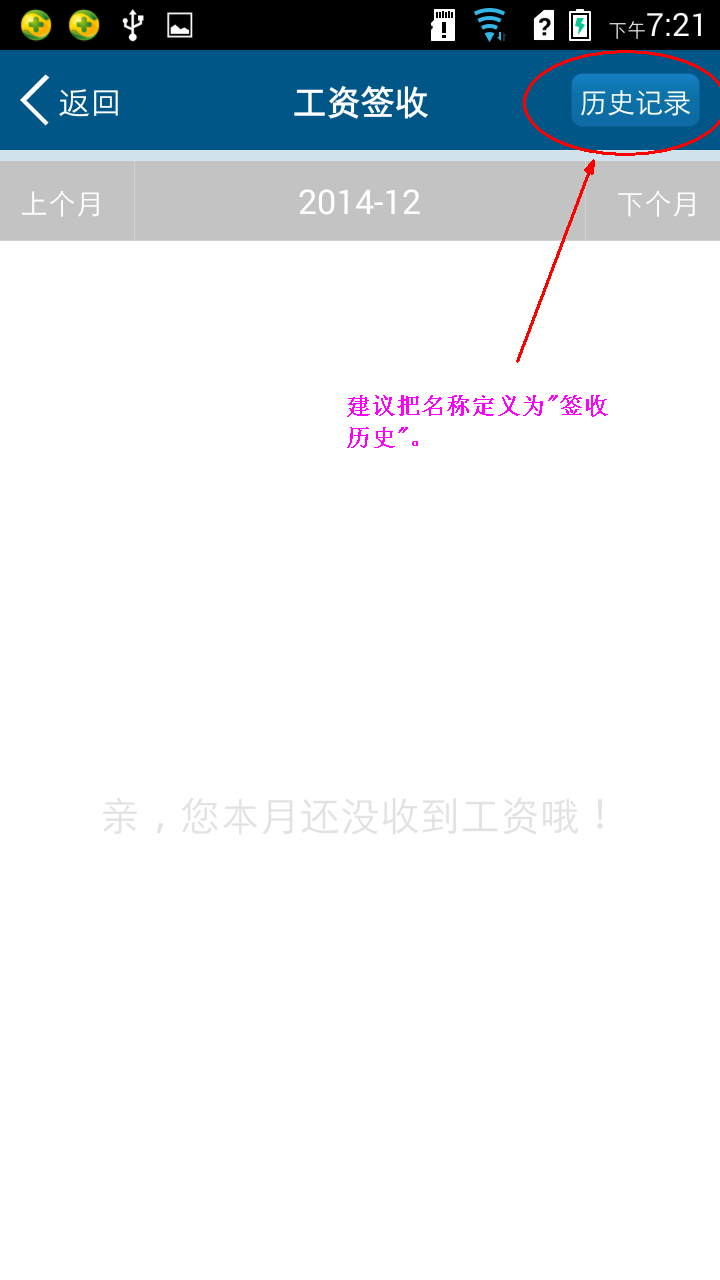 下午7:21
返回 工资签收 历史记录
上个月 2014-12 下个月
建议把名称定义为"签收
历史"。
亲，您本月还没收到工资哦！